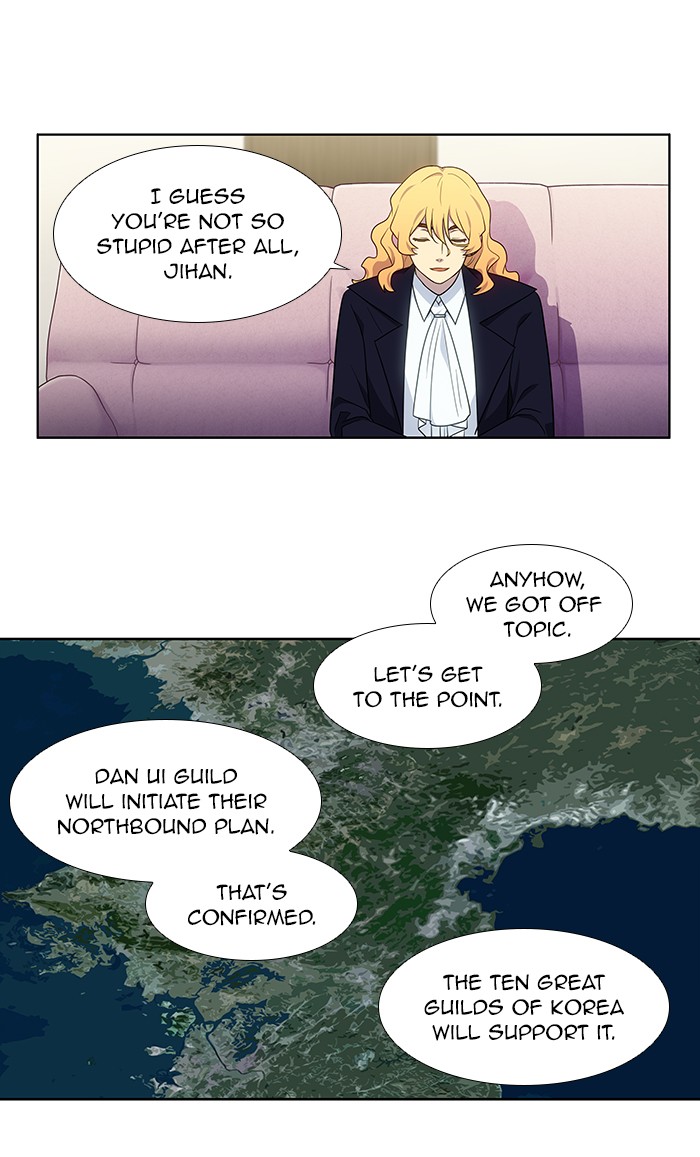 I GUESS
YOU'RE NOT SO
STUPID AFTER ALL,
JIHAN.
ANYHOW,
WE GOT OFF
TOPIC.
LET'S GET
TO THE POINT.
DAN UI GUILD
WILL INITIATE THEIR
NORTHBOUND PLAN.
THAT'S
CONFIRMED.
THE TEN GREAT
GUILDS OF KOREA
WILL SUPPORT IT.